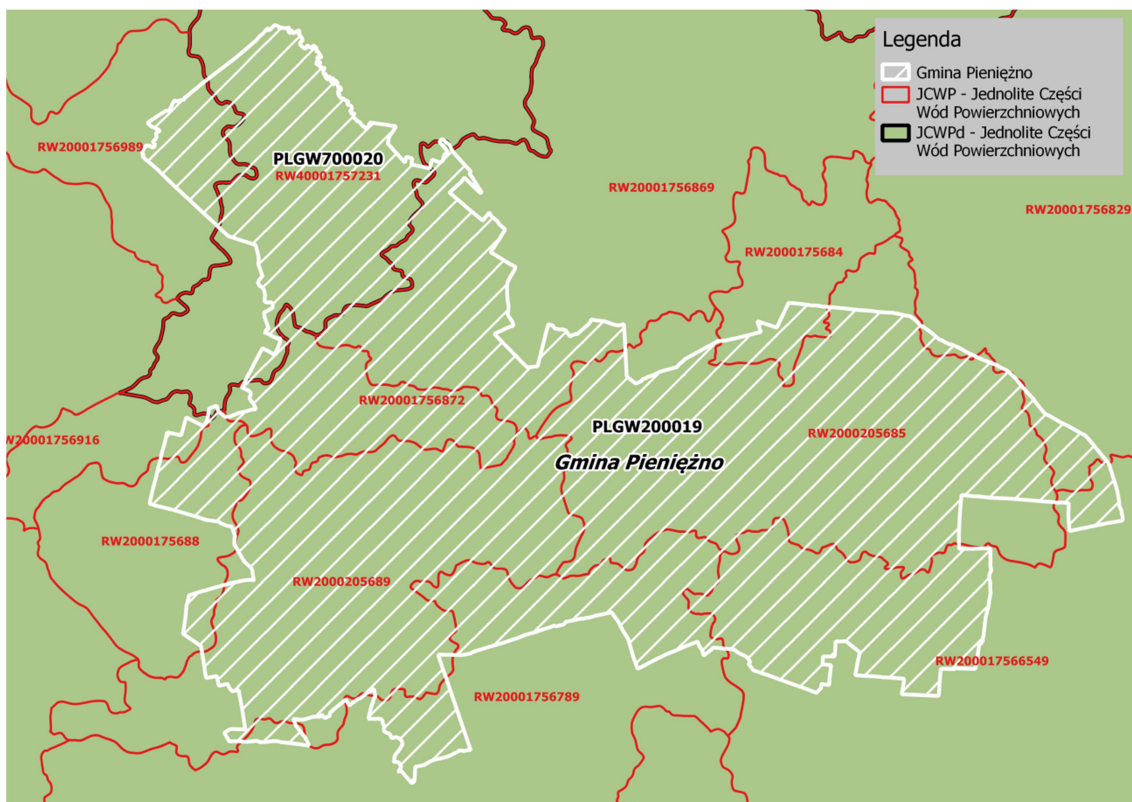 Legenda
Gmina Pieniężno
JCWP - Jednolite Części
Wód Powierzchniowych
JCWPd - Jednolite Części
Wód Powierzchniowych
RW20001756989
PLGW700020
RW40001757231
RW20001756869
RW20001756829
RW2000175684
RW20001756872
PLGW200019
RW2000205685
W20001756916
Gmina Pieniężno
RW2000175688
RW2000205689
RW200017566549
RW20001756789